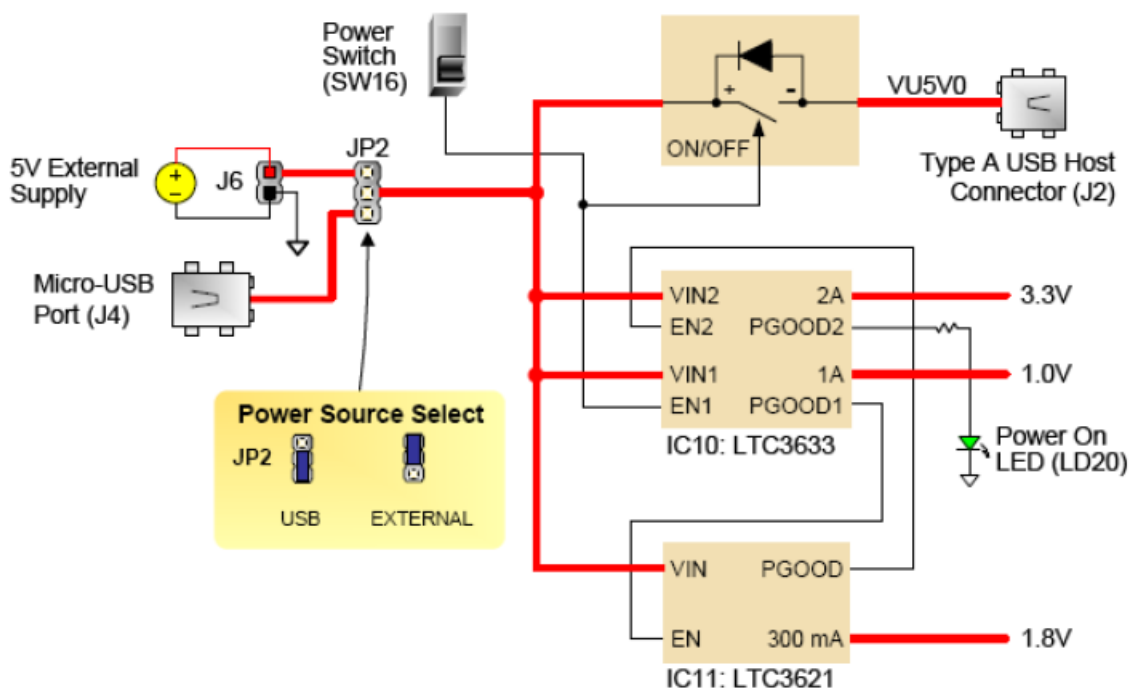 Power
Switch
(SW16)
VU5V0
ON/OFF
Type A USB Host
Connector (J2)
JP2
5V External
Supply
J6
+
–
+
-
Micro-USB
Port (J4)
VIN2
2A
3.3V
EN2
PGOOD2
VIN1
1A
1.0V
EN1
PGOOD1
IC10: LTC3633
Power On
LED (LD20)
Power Source Select
JP2
USB
EXTERNAL
VIN
PGOOD
EN
300 mA
1.8V
IC11: LTC3621